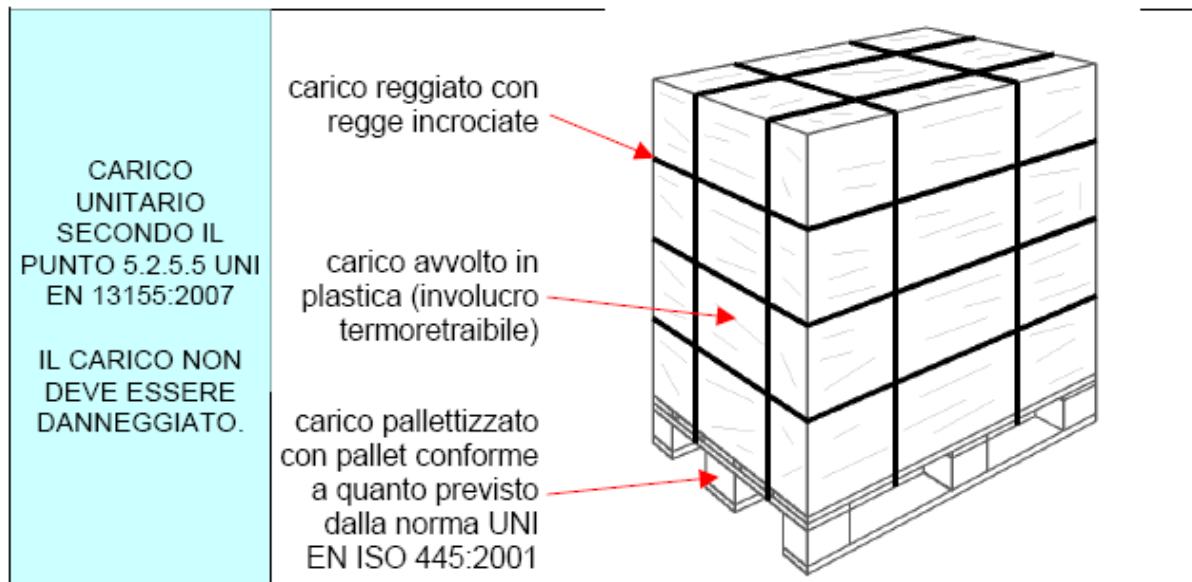 CARICO
UNITARIO
SECONDO IL
PUNTO 5.2.5.5 UNI
EN 13155:2007
IL CARICO NON
DEVE ESSERE
DANNEGGIATO.
carico reggiato con
regge incrociate
carico avvolto in
plastica (involucro
termoretraibile)
carico pallettizzato
con pallet conforme
a quanto previsto
dalla norma UNI
EN ISO 445:2001